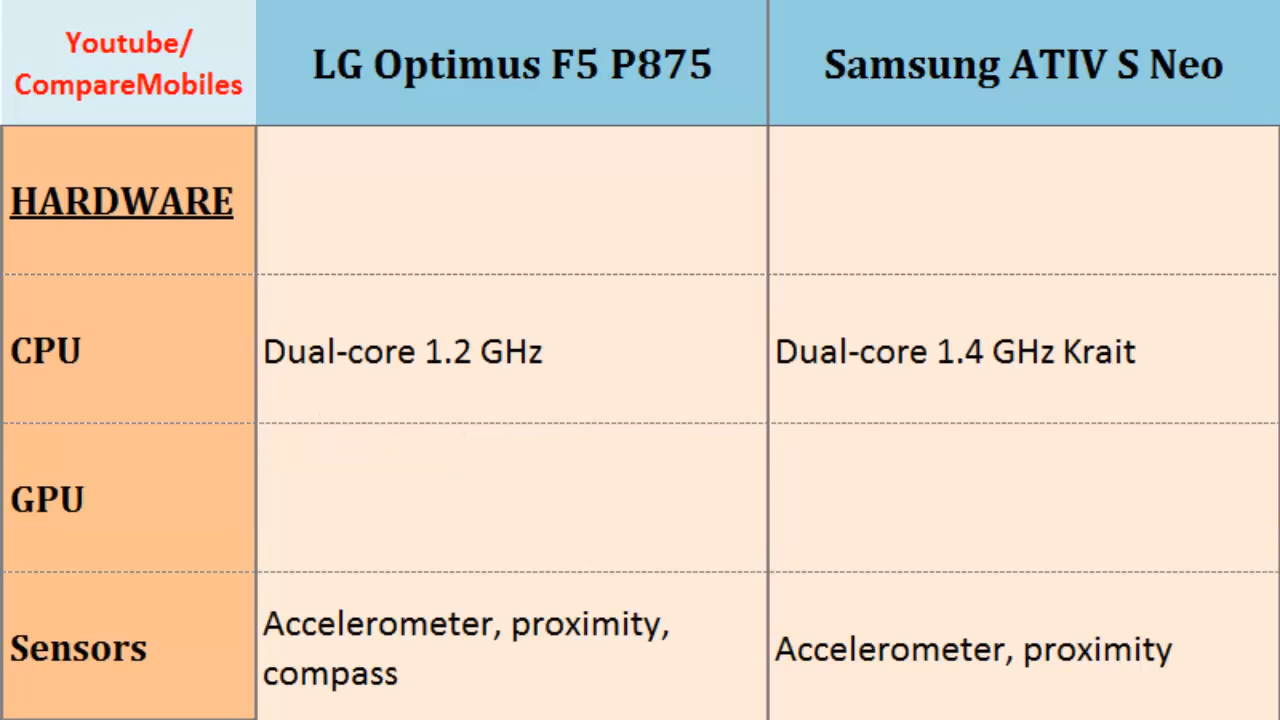 Youtube/
CompareMobiles
LG Optimus F5 P875
Samsung ATIV S Neo
HARDWARE
CPU
Dual-core 1.2 GHz
Dual-core 1.4 GHz Krait
GPU
Sensors
Accelerometer, proximity,
compass
Accelerometer, proximity